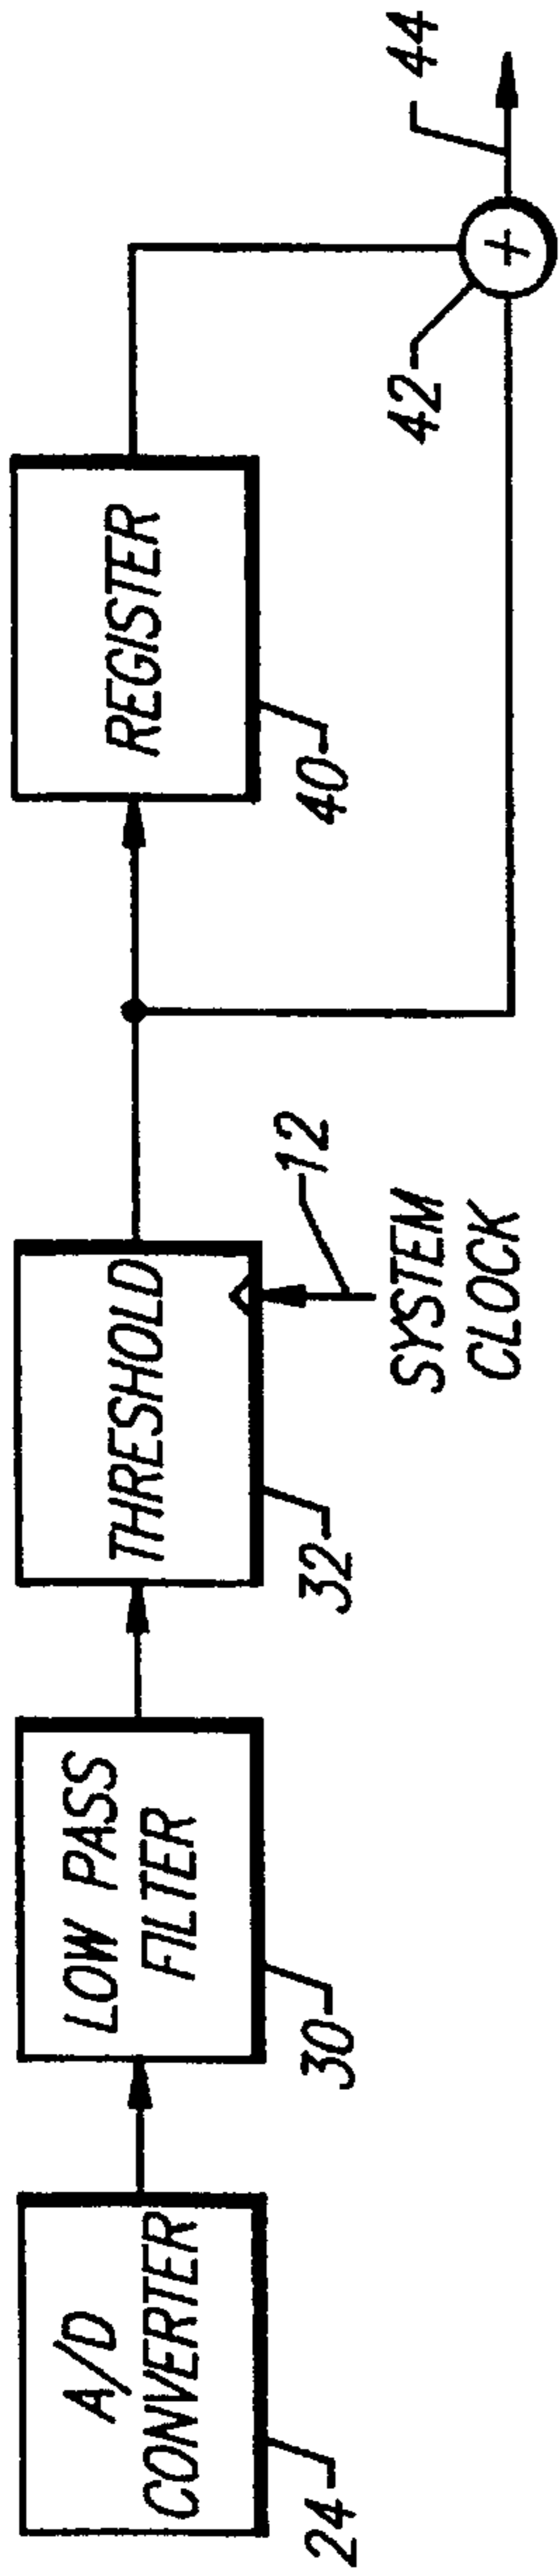 A/D
CONVERTER
24
LOW PASS
FILTER
30
THRESHOLD
32
12
SYSTEM
CLOCK
REGISTER
40
42
+
44